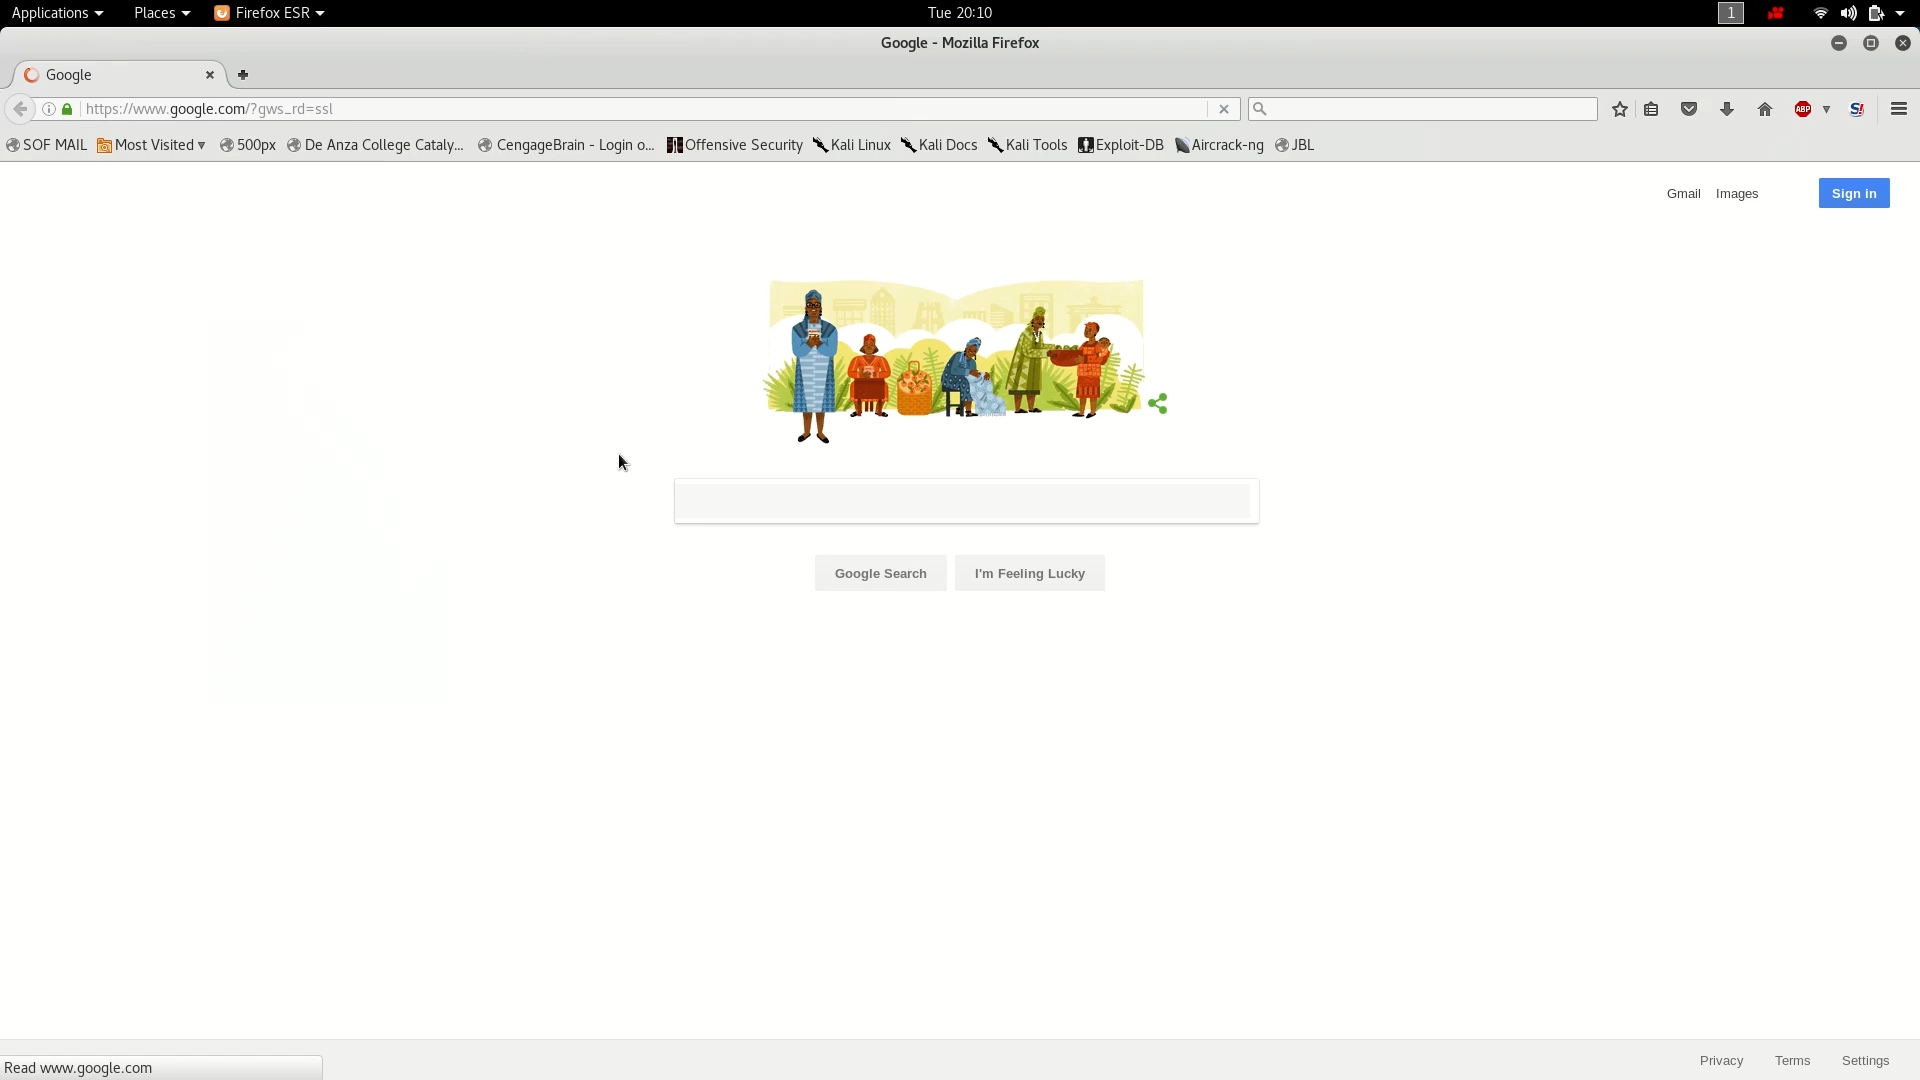 Applications Places Firefox ESR Tue 20:10 1
Google - Mozilla Firefox
Google
https://www.google.com/?gws_rd=ssl ABP S!
SOF MAIL Most Visited 500px De Anza College Cataly... CengageBrain - Login o... Offensive Security Kali Linux Kali Docs Kali Tools Exploit-DB Aircrack-ng JBL
Gmail Images Sign in
Google Search I'm Feeling Lucky
Privacy Terms Settings
Read www.google.com